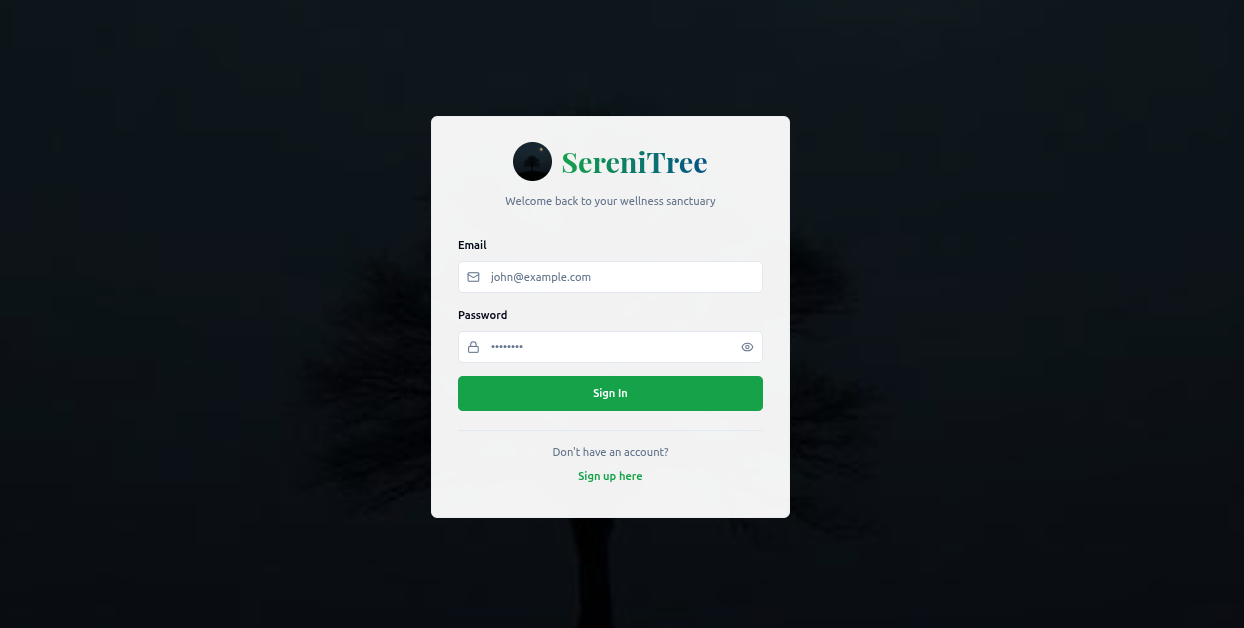 SereniTree
Welcome back to your wellness sanctuary
Email
john@example.com
Password
••••••••
Sign In
Don't have an account?
Sign up here